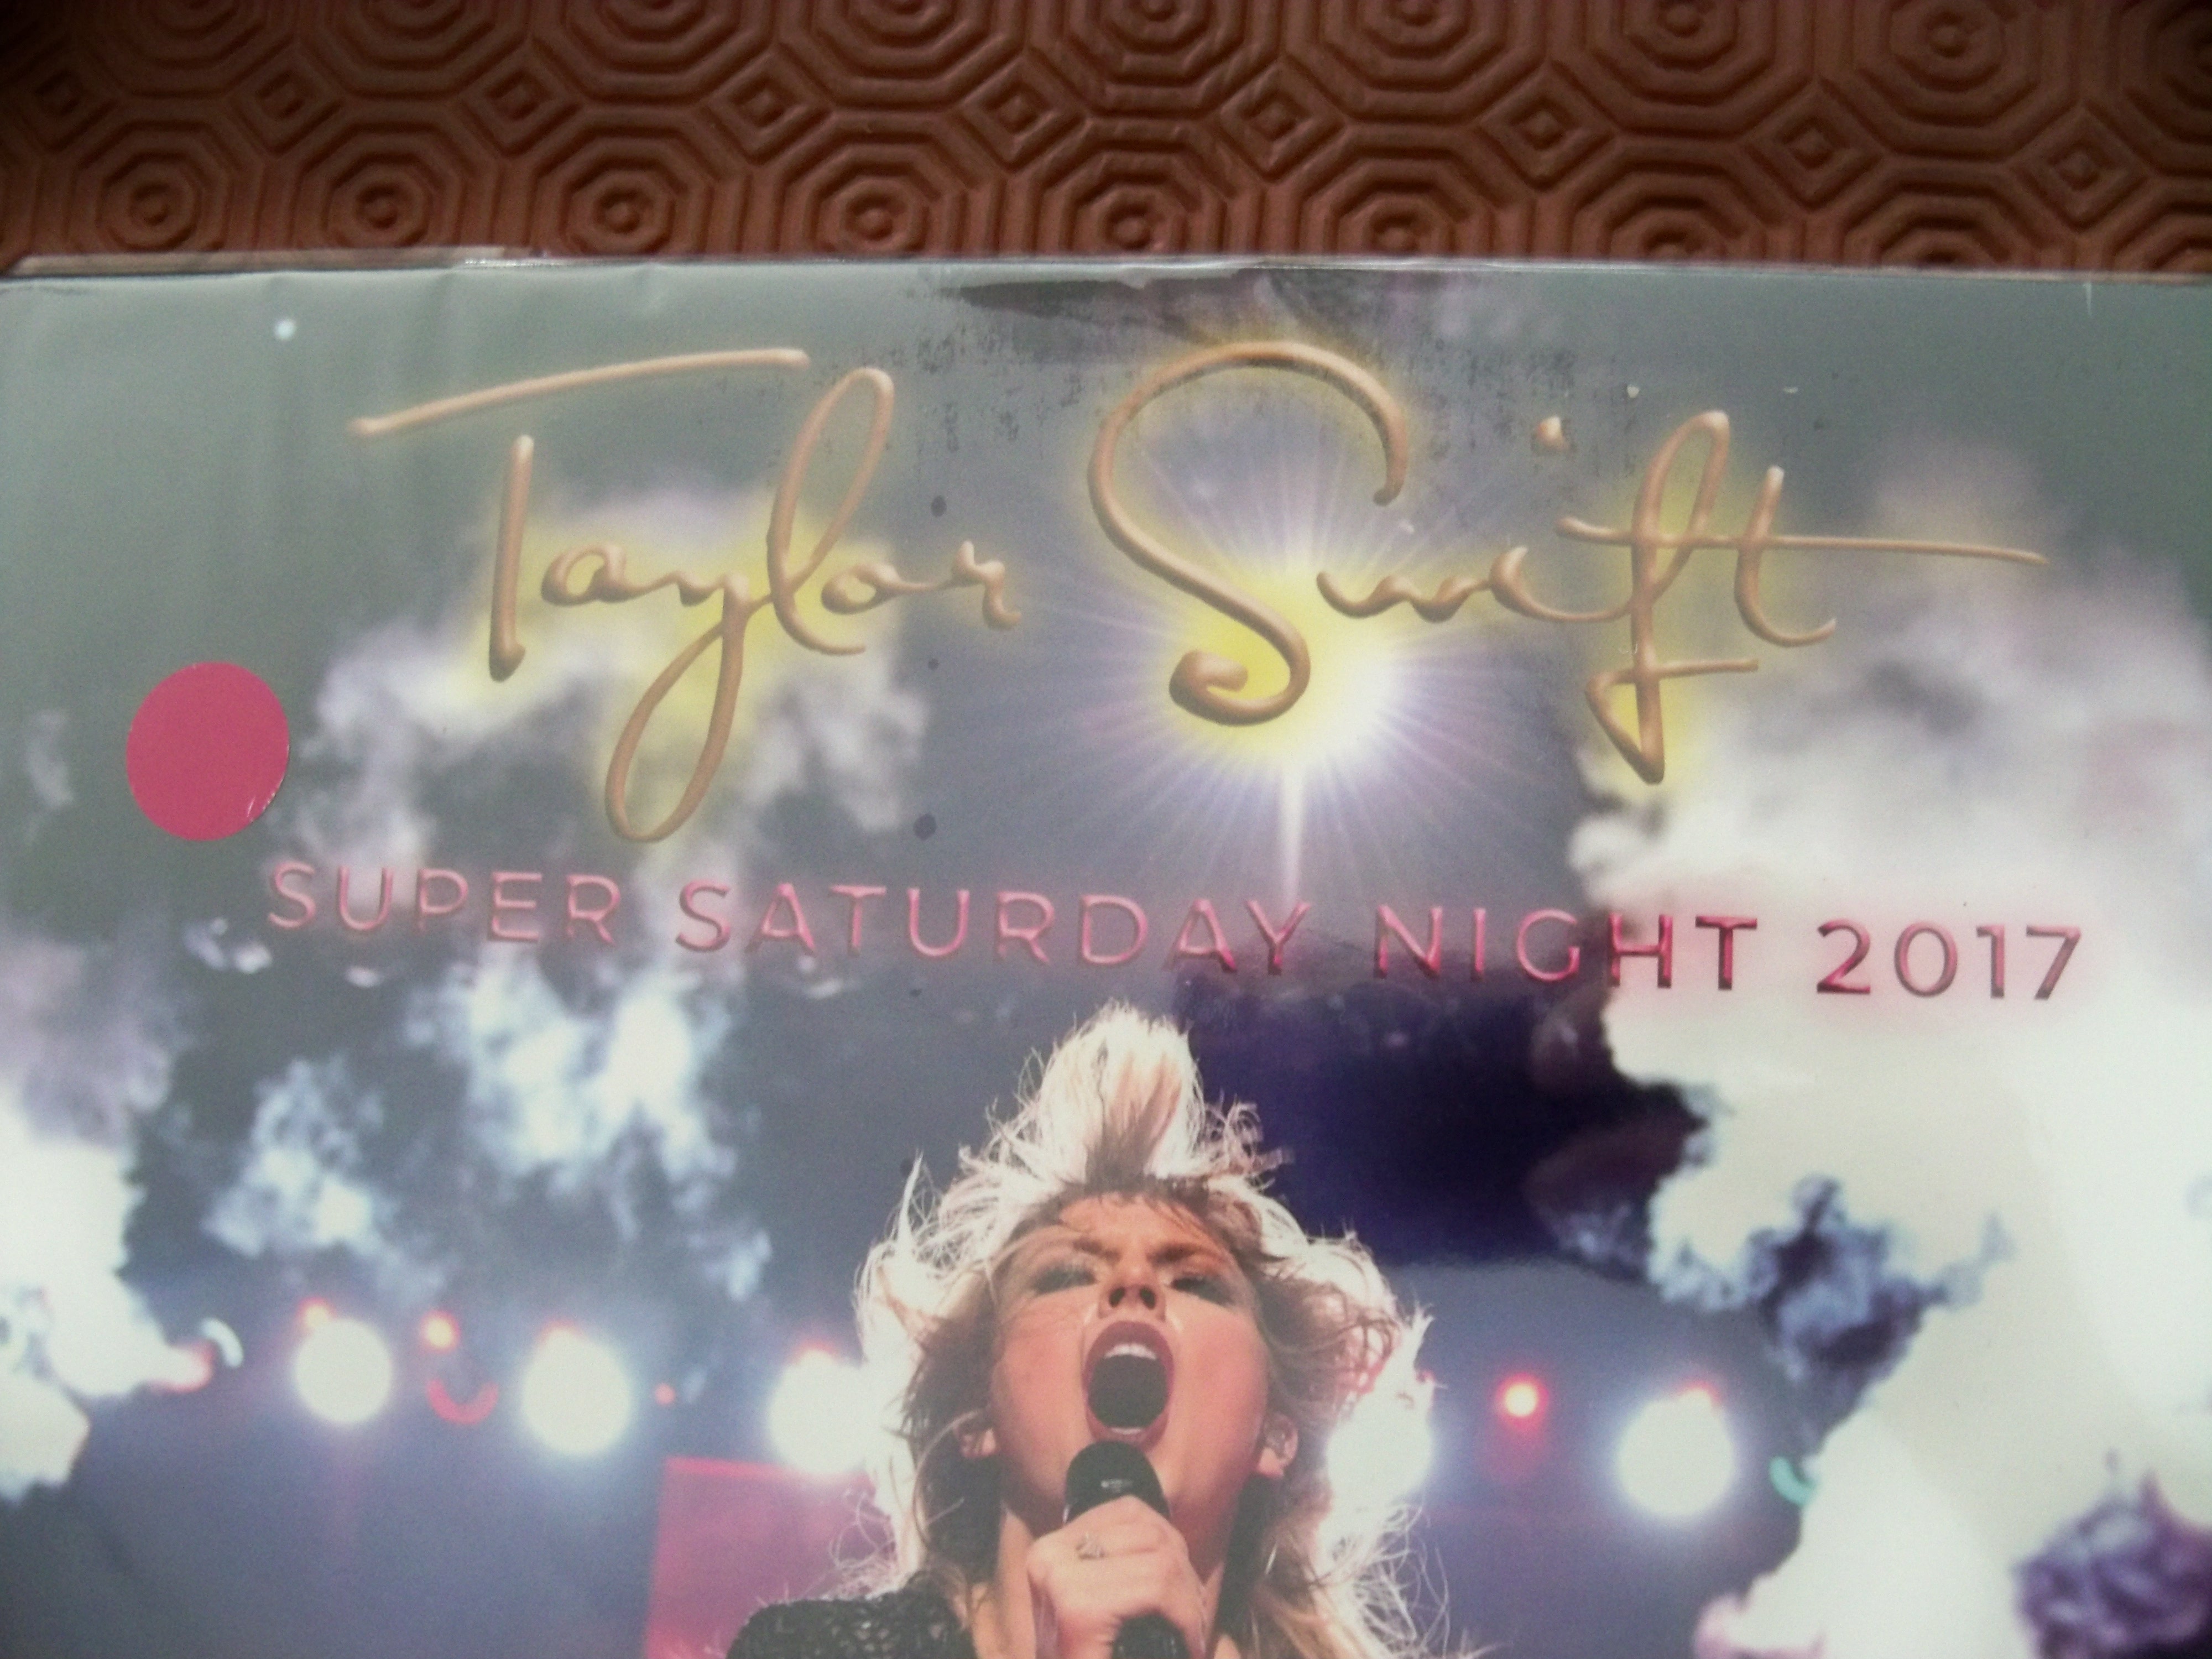 Taylor Swift
SUPER SATURDAY NIGHT 2017